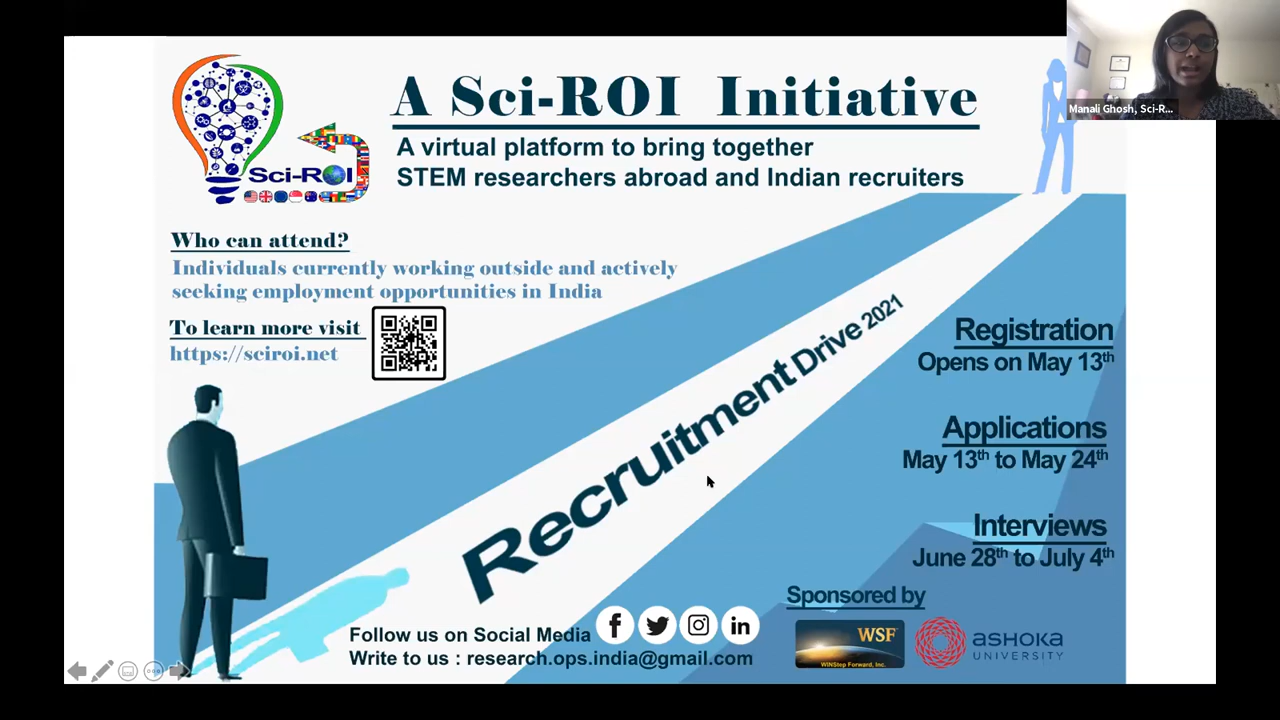 A Sci-ROI Initiative
A virtual platform to bring together
STEM researchers abroad and Indian recruiters
Sci-ROI
Manali Ghosh, Sci-R...
Who can attend?
Individuals currently working outside and actively
seeking employment opportunities in India
To learn more visit
https://sciroi.net
Recruitment Drive 2021
Registration
Opens on May 13th
Applications
May 13th to May 24th
Interviews
June 28th to July 4th
Sponsored by
WSF
WINStep Forward, Inc.
ASHOKA
UNIVERSITY
Follow us on Social Media
Write to us : research.ops.india@gmail.com